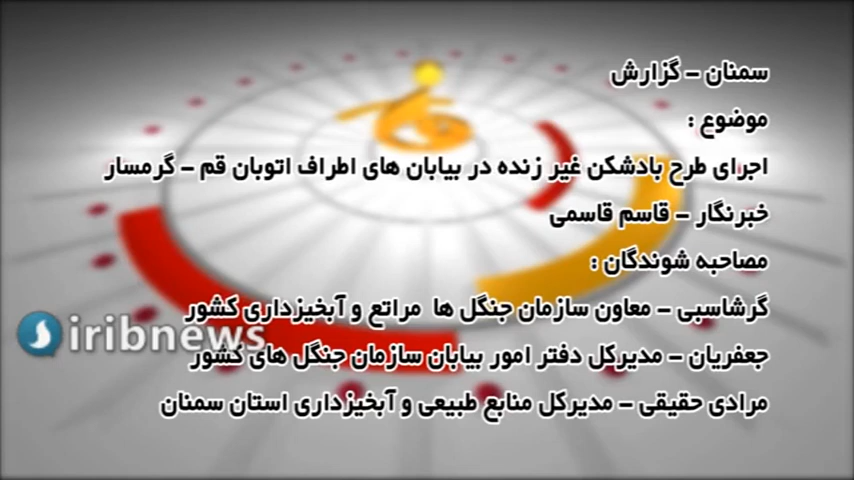 سمنان – گزارش
موضوع :
اجرای طرح بادشکن غیر زنده در بیابان های اطراف اتوبان قم – گرمسار
خبرنگار – قاسم قاسمی
مصاحبه شوندگان :
گرشاسبی – معاون سازمان جنگل ها مراتع و آبخیزداری کشور
iribnews
جعفریان – مدیرکل دفتر امور بیابان سازمان جنگل های کشور
مرادی حقیقی – مدیرکل منابع طبیعی و آبخیزداری استان سمنان